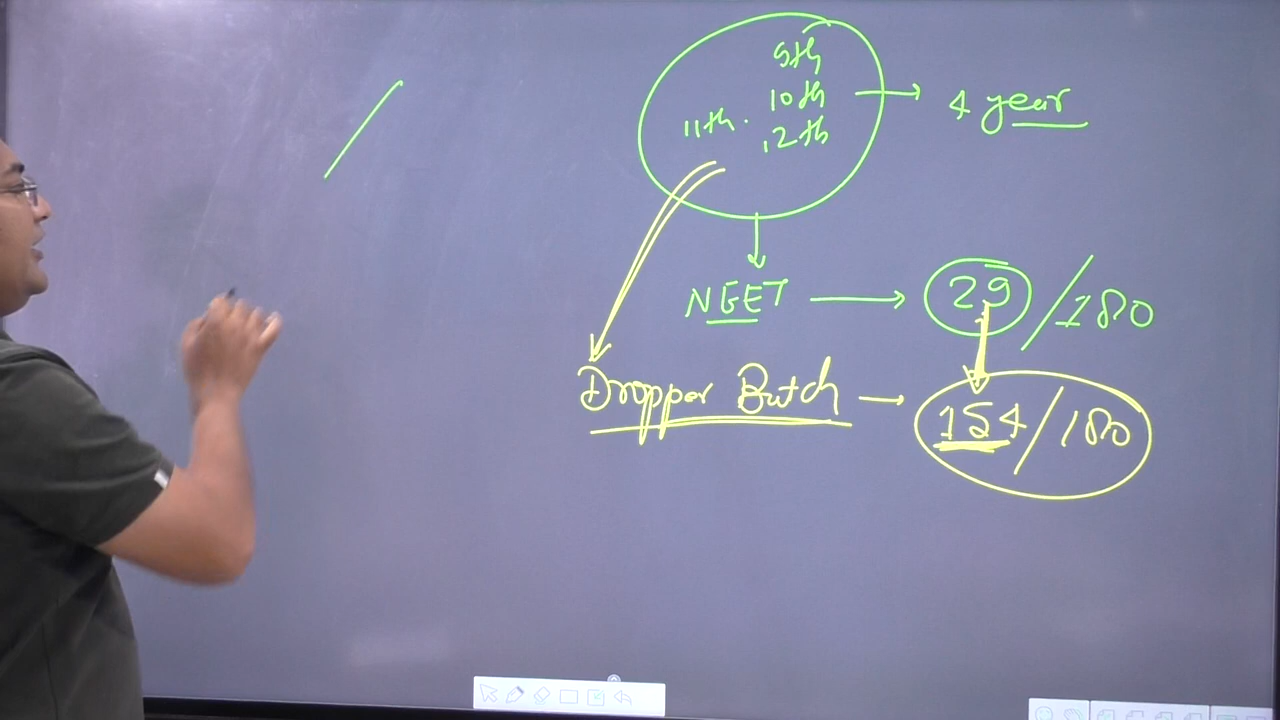 9th
10th → 4 year
11th .
12th
NEET → 29/180
Dropper Batch → 154/180